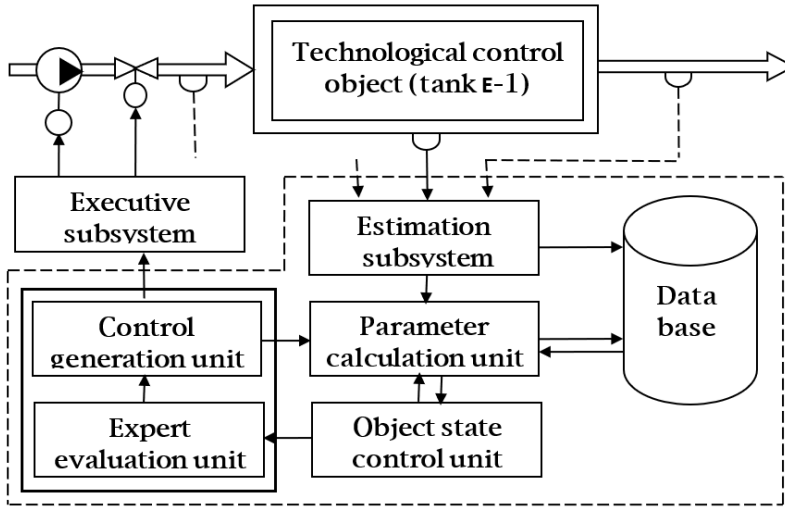 Technological control
object (tank E-1)
Executive
subsystem
Estimation
subsystem
Data
base
Control
generation unit
Parameter
calculation unit
Expert
evaluation unit
Object state
control unit